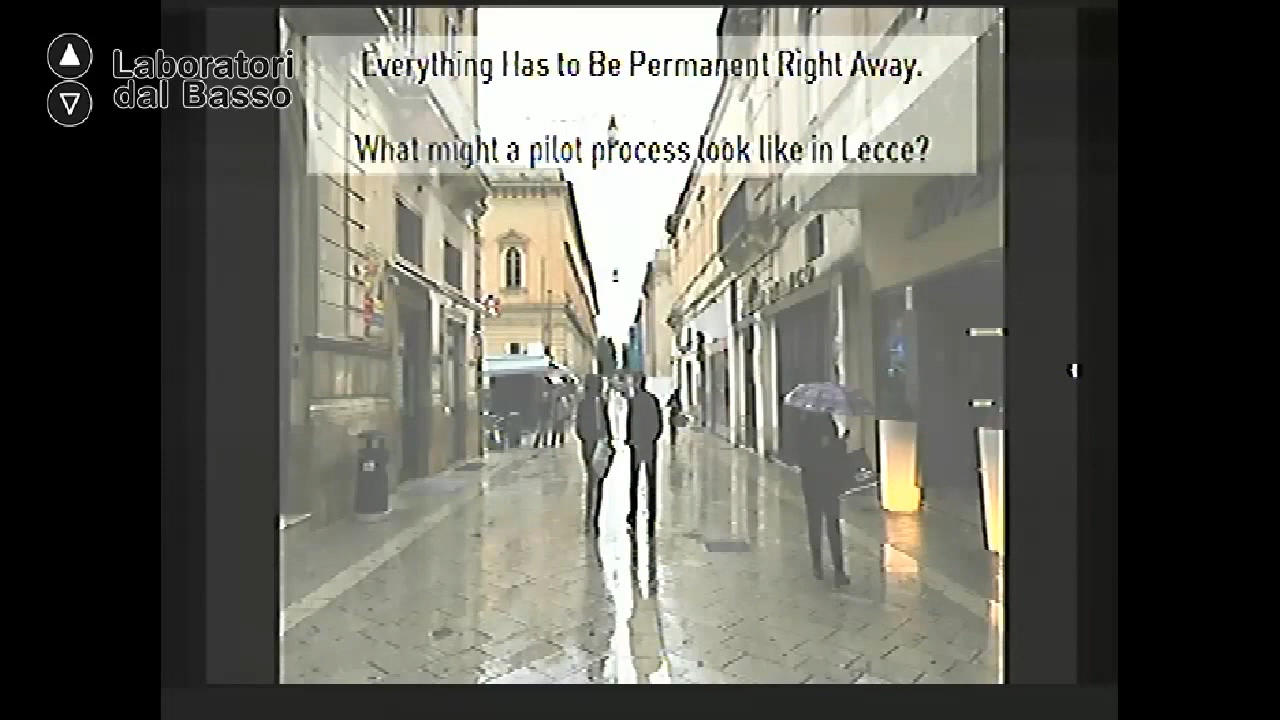 Laboratori
dal Basso
Everything Has to Be Permanent Right Away.
What might a pilot process look like in Lecce?